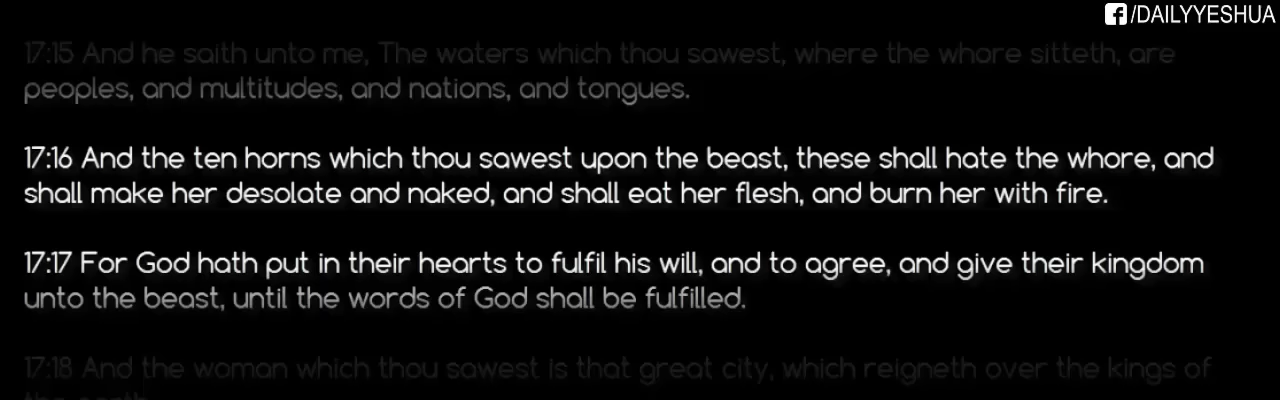 /DAILYYESHUA
17:15 And he saith unto me, The waters which thou sawest, where the whore sitteth, are
peoples, and multitudes, and nations, and tongues.
17:16 And the ten horns which thou sawest upon the beast, these shall hate the whore, and
shall make her desolate and naked, and shall eat her flesh, and burn her with fire.
17:17 For God hath put in their hearts to fulfil his will, and to agree, and give their kingdom
unto the beast, until the words of God shall be fulfilled.
17:18 And the woman which thou sawest is that great city, which reigneth over the kings of